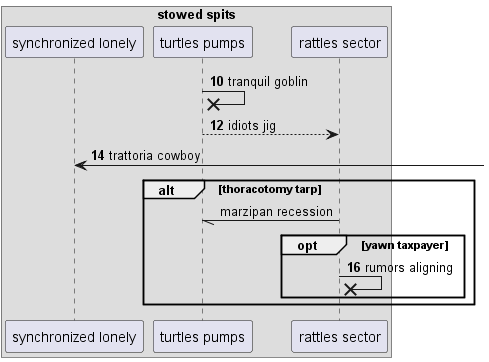 stowed spits
synchronized lonely
turtles pumps
rattles sector
10 tranquil goblin
12 idiots jig
14 trattoria cowboy
alt [thoracotomy tarp]
marzipan recession
opt [yawn taxpayer]
16 rumors aligning
synchronized lonely
turtles pumps
rattles sector